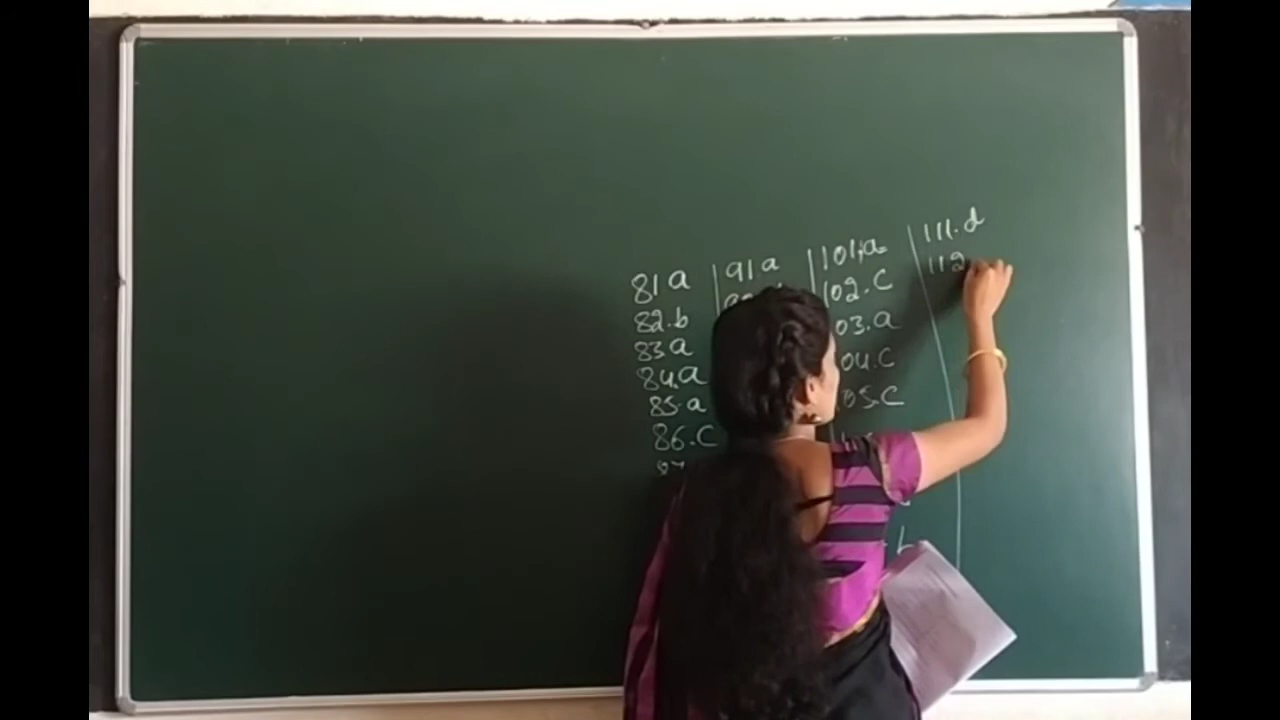 81 a
82. b
83 a
84. a
85. a
86. C
91. a
101. a
102. C
103. a
104. C
105. C
111. d
112